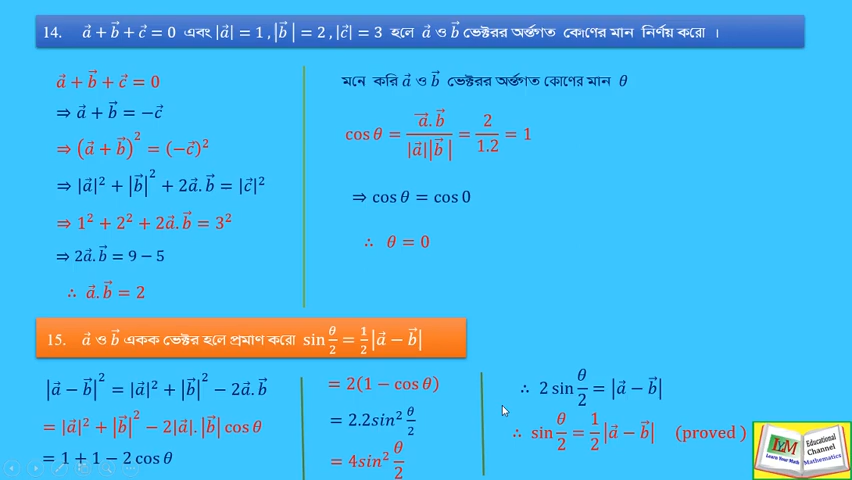 14. a⃗ + b⃗ + c⃗ = 0 এবং |a⃗| = 1 , |b⃗| = 2 , |c⃗| = 3 হলে a⃗ ও b⃗ ভেক্টরর অর্ন্তগত কোণের মান নির্ণয় করো ।
a⃗ + b⃗ + c⃗ = 0
⇒ a⃗ + b⃗ = −c⃗
⇒ (a⃗ + b⃗)² = (−c⃗)²
⇒ |a⃗|² + |b⃗|² + 2a⃗.b⃗ = |c⃗|²
⇒ 1² + 2² + 2a⃗.b⃗ = 3²
⇒ 2a⃗.b⃗ = 9 − 5
∴ a⃗.b⃗ = 2
মনে করি a⃗ ও b⃗ ভেক্টরর অর্ন্তগত কোণের মান θ
cos θ = a⃗.b⃗ / |a⃗||b⃗| = 2 / 1.2 = 1
⇒ cos θ = cos 0
∴ θ = 0
15. a⃗ ও b⃗ একক ভেক্টর হলে প্রমাণ করো sin θ/2 = 1/2 |a⃗ − b⃗|
|a⃗ − b⃗|² = |a⃗|² + |b⃗|² − 2a⃗.b⃗
= |a⃗|² + |b⃗|² − 2|a⃗|.|b⃗| cos θ
= 1 + 1 − 2 cos θ
= 2(1 − cos θ)
= 2.2sin² θ/2
= 4sin² θ/2
∴ 2 sin θ/2 = |a⃗ − b⃗|
∴ sin θ/2 = 1/2 |a⃗ − b⃗| (proved)
LYM
Learn Your Math
Educational
Channel
Mathematics